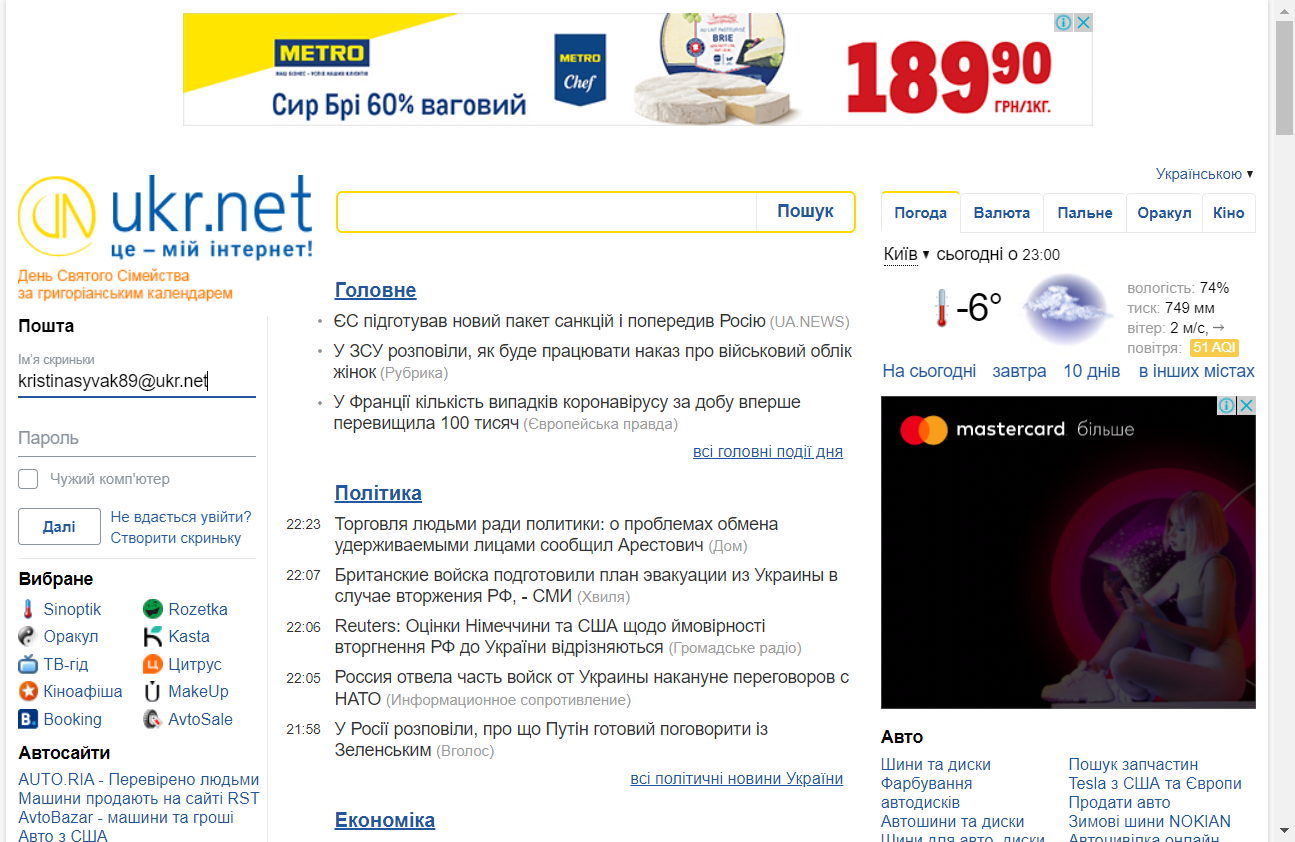 METRO
НАШ БІЗНЕС – УСПІХ НАШИХ КЛІЄНТІВ
Сир Брі 60% ваговий
METRO
Chef
BRIE
189 90
ГРН/1КГ.
Українською ▾
ukr.net
це – мій інтернет!
День Святого Сімейства
за григоріанським календарем
Пошук
Погода Валюта Пальне Оракул Кіно
Київ ▾ сьогодні о 23:00
-6°
вологість: 74%
тиск: 749 мм
вітер: 2 м/с, →
повітря: 51 AQI
На сьогодні завтра 10 днів в інших містах
Пошта
Ім'я скриньки
kristinasyvak89@ukr.net
Пароль
Чужий комп'ютер
Далі
Не вдається увійти?
Створити скриньку
Вибране
Sinoptik Rozetka
Оракул Kasta
ТВ-гід Цитрус
Кіноафіша MakeUp
Booking AvtoSale
Автосайти
AUTO.RIA - Перевірено людьми
Машини продають на сайті RST
AvtoBazar - машини та гроші
Авто з США
Головне
ЄС підготував новий пакет санкцій і попередив Росію (UA.NEWS)
У ЗСУ розповіли, як буде працювати наказ про військовий облік
жінок (Рубрика)
У Франції кількість випадків коронавірусу за добу вперше
перевищила 100 тисяч (Європейська правда)
всі головні події дня
Політика
22:23 Торговля людьми ради политики: о проблемах обмена
удерживаемыми лицами сообщил Арестович (Дом)
22:07 Британские войска подготовили план эвакуации из Украины в
случае вторжения РФ, - СМИ (Хвиля)
22:06 Reuters: Оцінки Німеччини та США щодо ймовірності
вторгнення РФ до України відрізняються (Громадське радіо)
22:05 Россия отвела часть войск от Украины накануне переговоров с
НАТО (Информационное сопротивление)
21:58 У Росії розповіли, про що Путін готовий поговорити із
Зеленським (Вголос)
всі політичні новини України
Економіка
mastercard. більше
Авто
Шини та диски
Фарбування
автодисків
Автошини та диски
Шини для авто, диски
Пошук запчастин
Tesla з США та Європи
Продати авто
Зимові шини NOKIAN
Автоцивілка онлайн